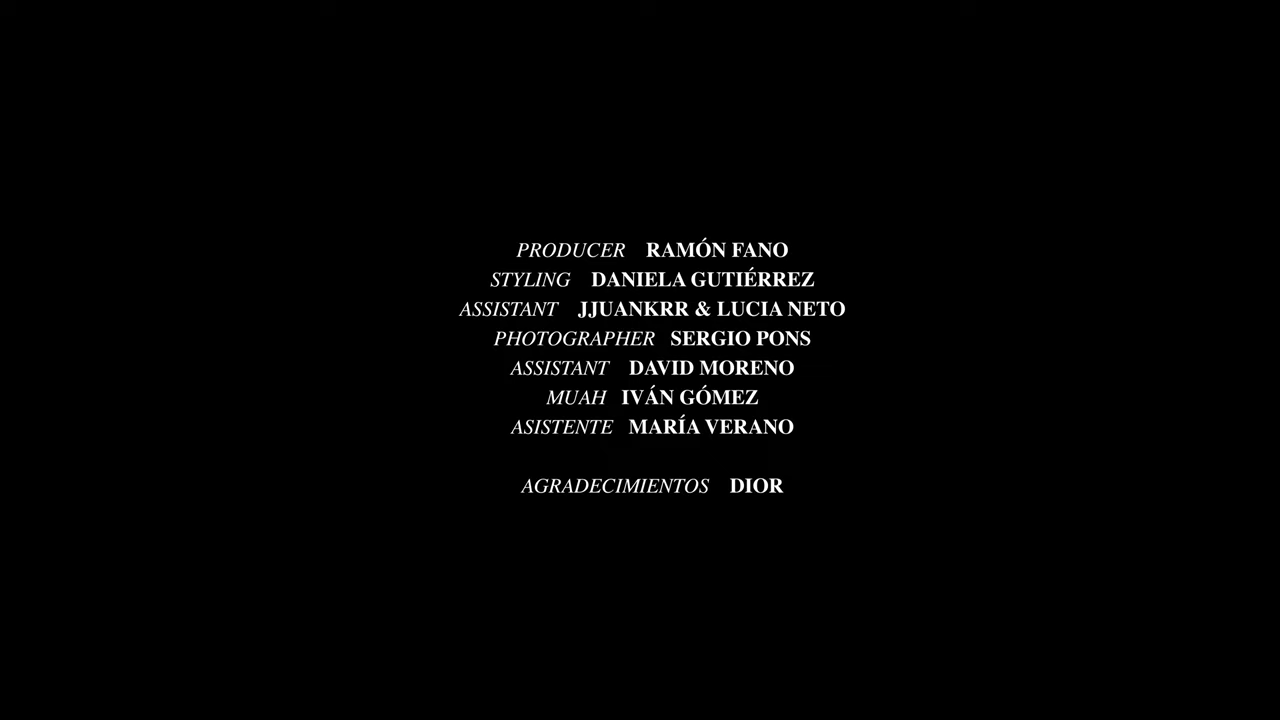 PRODUCER RAMÓN FANO
STYLING DANIELA GUTIÉRREZ
ASSISTANT JJUANKRR & LUCIA NETO
PHOTOGRAPHER SERGIO PONS
ASSISTANT DAVID MORENO
MUAH IVÁN GÓMEZ
ASISTENTE MARÍA VERANO
AGRADECIMIENTOS DIOR